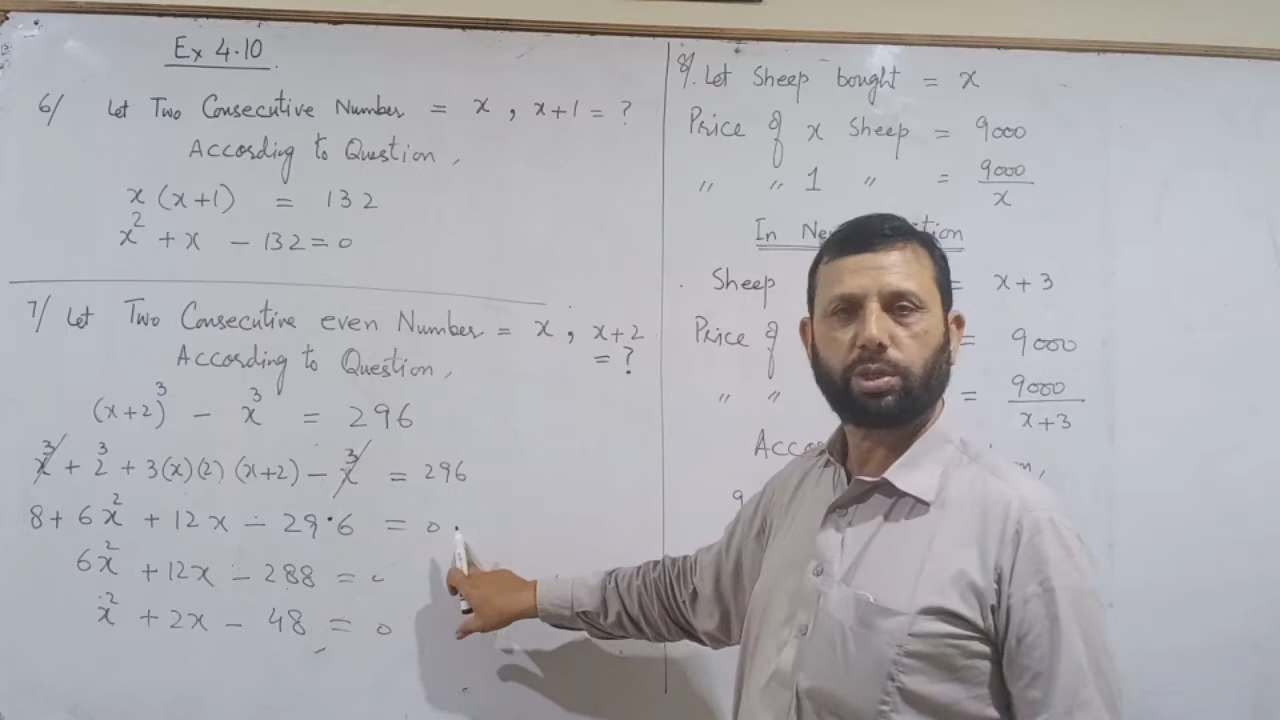 Ex 4.10
6/ Let Two Consecutive Number = x , x+1 = ?
According to Question,
x (x+1) = 132
x² + x - 132 = 0
7/ Let Two Consecutive even Number = x , x+2
= ?
According to Question,
(x+2)³ - x³ = 296
x³ + 2³ + 3(x)(2)(x+2) - x³ = 296
8 + 6x² + 12x - 296 = 0
6x² + 12x - 288 = 0
x² + 2x - 48 = 0
8/. Let Sheep bought = x
Price of x Sheep = 9000
" " 1 " = 9000/x
In
Sheep = x+3
Price of = 9000
" " = 9000/(x+3)